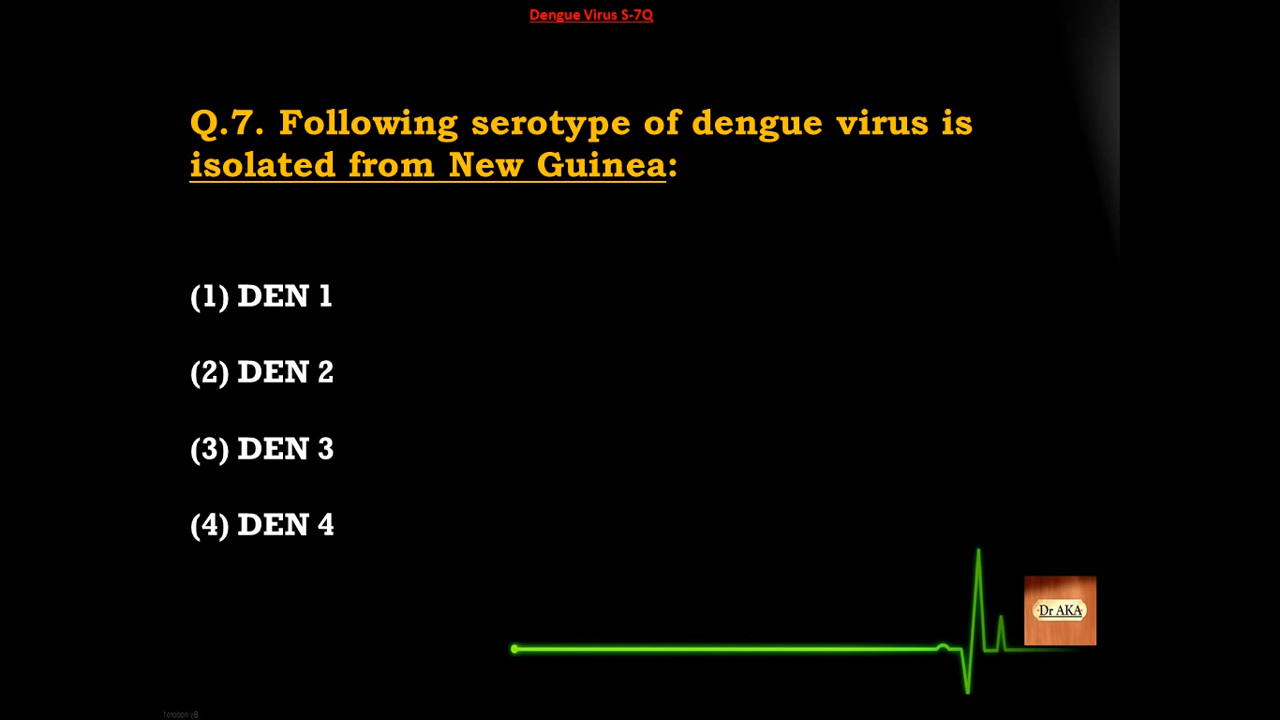 Dengue Virus S-7Q
Q.7. Following serotype of dengue virus is
isolated from New Guinea:
(1) DEN 1
(2) DEN 2
(3) DEN 3
(4) DEN 4
Dr AKA